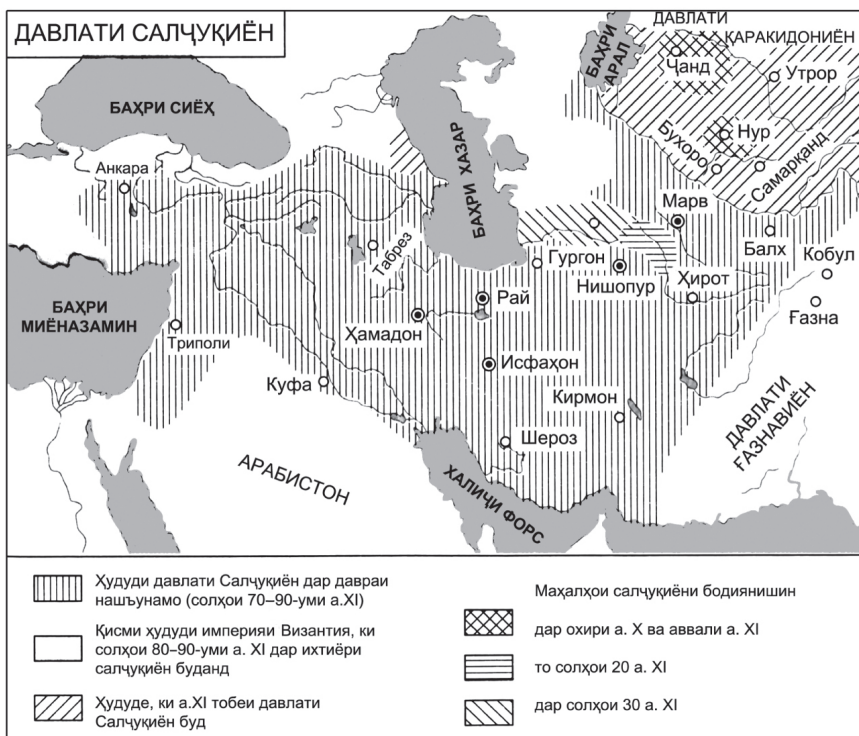 ДАВЛАТИ САЛҶУҚИЁН
ДАВЛАТИ
ҚАРАКИДОНИЁН
БАҲРИ
АРАЛ
Ҷанд
Утрор
БАҲРИ СИЁҲ
Нур
Бухоро
Самарқанд
Анкара
БАҲРИ ХАЗАР
Марв
Табрез
Гургон
Балх
Кобул
Нишопур
Ҳирот
Рай
Ғазна
БАҲРИ
МИЁНАЗАМИН
Ҳамадон
Триполи
Исфаҳон
Куфа
Кирмон
ДАВЛАТИ
ҒАЗНАВИЁН
Шероз
АРАБИСТОН
ХАЛИҶИ ФОРС
Ҳудуди давлати Салҷуқиён дар давраи
нашъунамо (солҳои 70–90-уми а.XI)
Қисми ҳудуди империяи Византия, ки
солҳои 80–90-уми а. XI дар ихтиёри
салҷуқиён буданд
Ҳудуде, ки а.XI тобеи давлати
Салҷуқиён буд
Маҳалҳои салҷуқиёни бодиянишин
дар охири а. X ва аввали а. XI
то солҳои 20 а. XI
дар солҳои 30 а. XI